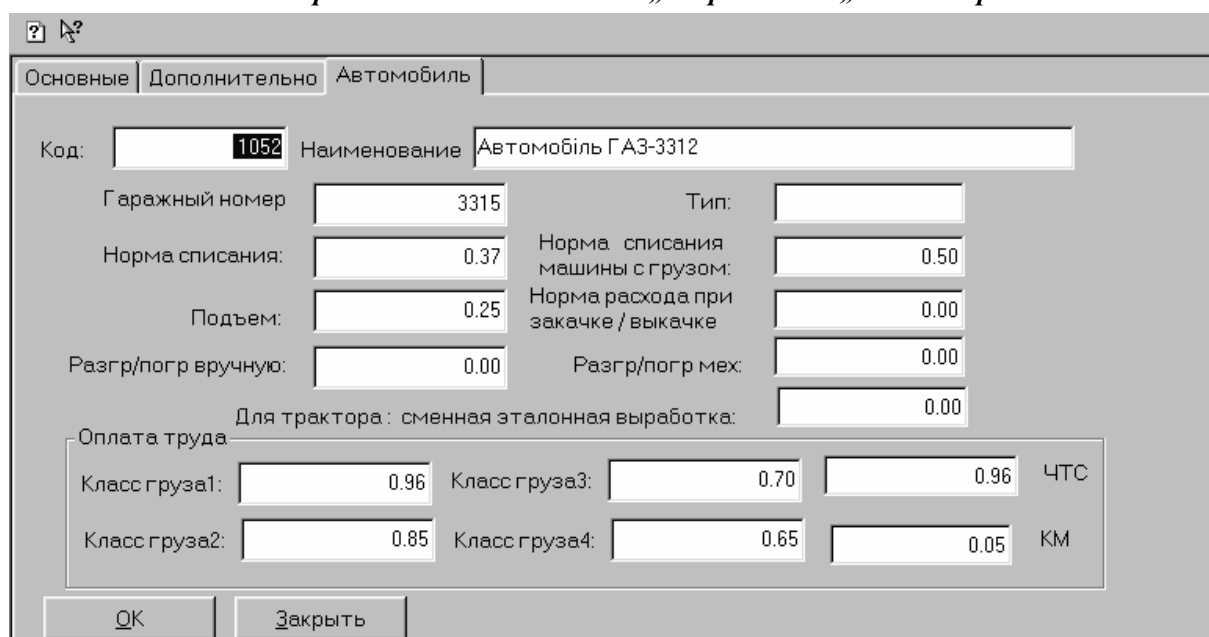 Основные Дополнительно Автомобиль
Код: 1052 Наименование Автомобіль ГАЗ-3312
Гаражный номер 3315 Тип:
Норма списания: 0.37 Норма списания машины с грузом: 0.50
Подъем: 0.25 Норма расхода при закачке / выкачке 0.00
Разгр/погр вручную: 0.00 Разгр/погр мех: 0.00
Для трактора : сменная эталонная выработка: 0.00
Оплата труда
Класс груза1: 0.96 Класс груза3: 0.70 0.96 ЧТС
Класс груза2: 0.85 Класс груза4: 0.65 0.05 КМ
OK Закрыть